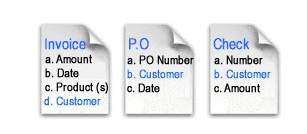 Invoice
a. Amount
b. Date
c. Product (s)
d. Customer
P.O
a. PO Number
b. Customer
c. Date
Check
a. Number
b. Customer
c. Amount